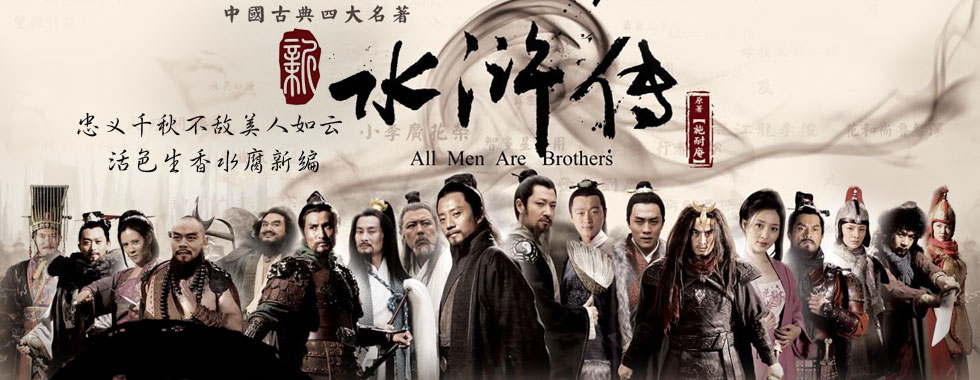 中國古典四大名著
新
水浒传
原著【施耐庵】
忠义千秋不敌美人如云
活色生香水腐新编
小李廣花榮
All Men Are Brothers